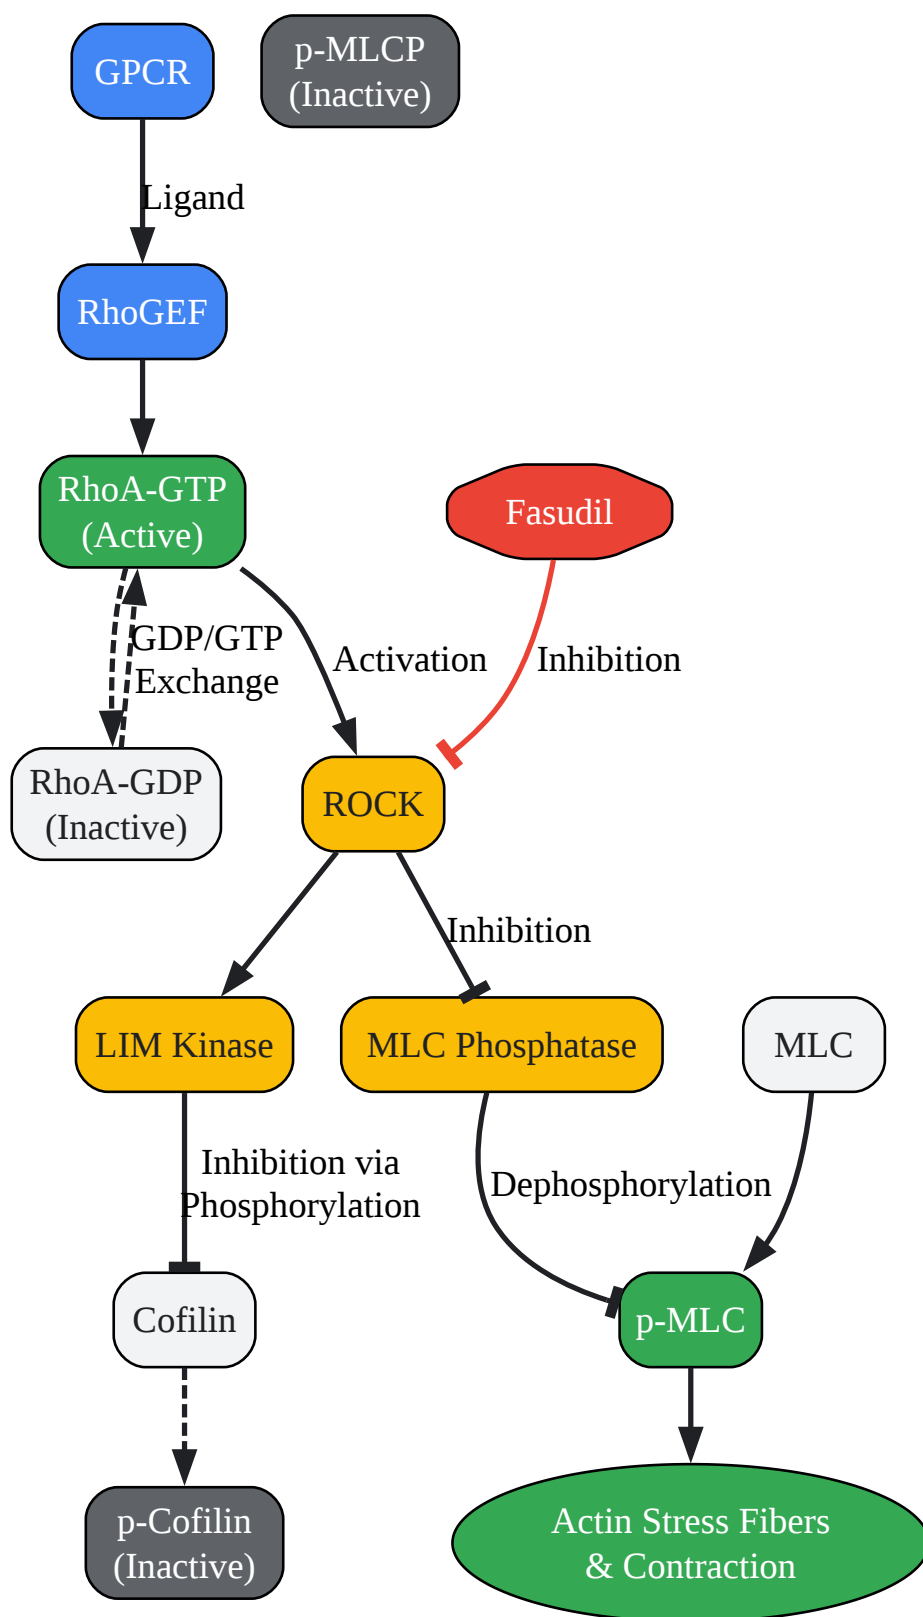 GPCR
p-MLCP
(Inactive)
Ligand
RhoGEF
RhoA-GTP
(Active)
Fasudil
GDP/GTP
Exchange
Activation
Inhibition
RhoA-GDP
(Inactive)
ROCK
Inhibition
LIM Kinase
MLC Phosphatase
MLC
Inhibition via
Phosphorylation
Dephosphorylation
Cofilin
p-MLC
p-Cofilin
(Inactive)
Actin Stress Fibers
& Contraction